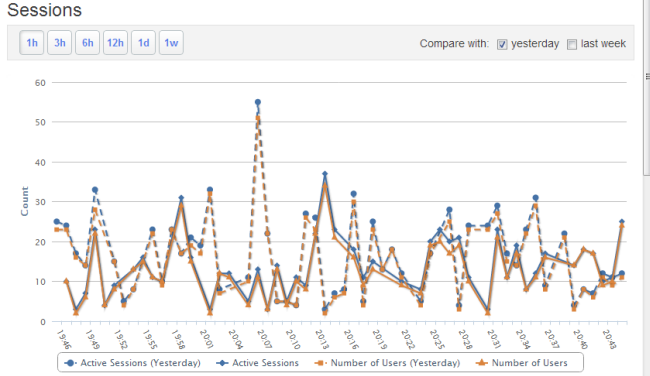 Sessions
1h 3h 6h 12h 1d 1w Compare with: yesterday last week
60
50
40
30
20
10
0
Count
19:46 19:49 19:52 19:55 19:58 20:01 20:04 20:07 20:10 20:13 20:16 20:19 20:22 20:25 20:28 20:31 20:34 20:37 20:40 20:43
Active Sessions (Yesterday) Active Sessions Number of Users (Yesterday) Number of Users